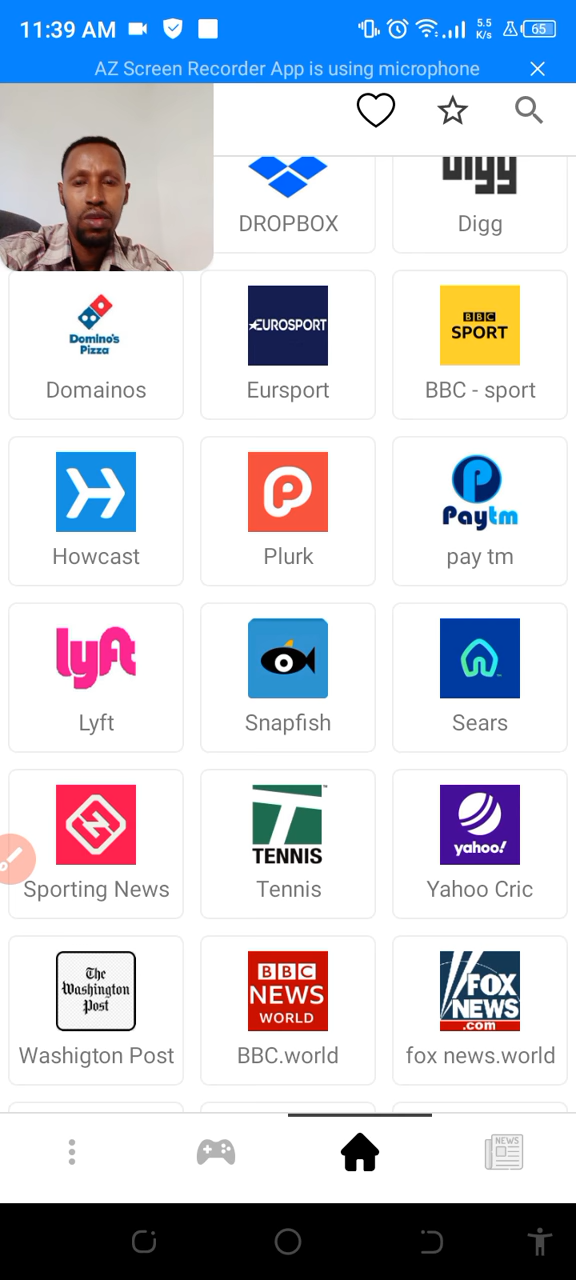 11:39 AM
5.5
K/s
65
AZ Screen Recorder App is using microphone
DROPBOX
Digg
Domino's
Pizza
EUROSPORT
BBC
SPORT
Domainos
Eursport
BBC - sport
Paytm
Howcast
Plurk
pay tm
lyft
Lyft
Snapfish
Sears
TENNIS
yahoo!
Sporting News
Tennis
Yahoo Cric
The
Washington
Post
BBC
NEWS
WORLD
FOX
NEWS
.com
Washigton Post
BBC.world
fox news.world
NEWS